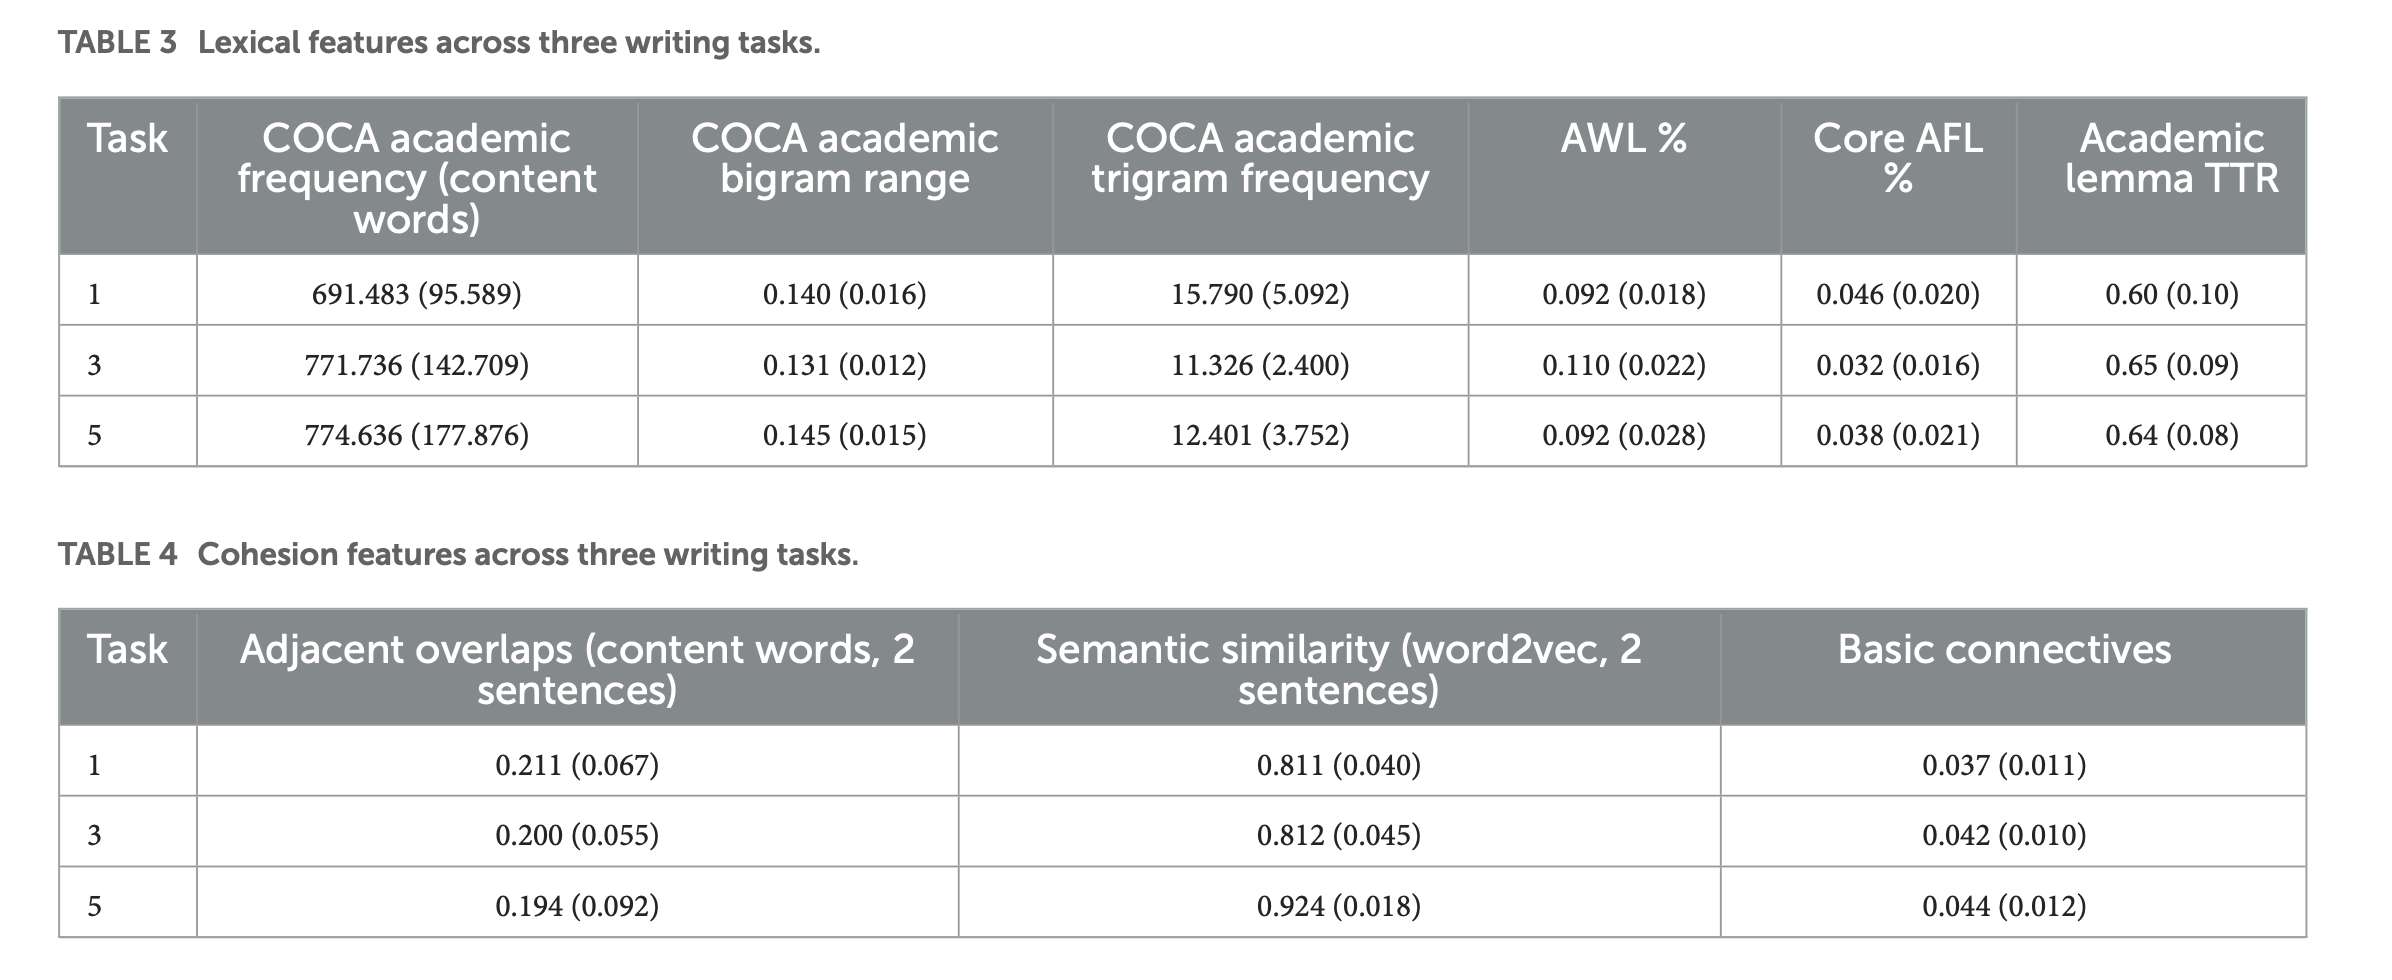 TABLE 3 Lexical features across three writing tasks.
Task COCA academic frequency (content words) COCA academic bigram range COCA academic trigram frequency AWL % Core AFL % Academic lemma TTR
1 691.483 (95.589) 0.140 (0.016) 15.790 (5.092) 0.092 (0.018) 0.046 (0.020) 0.60 (0.10)
3 771.736 (142.709) 0.131 (0.012) 11.326 (2.400) 0.110 (0.022) 0.032 (0.016) 0.65 (0.09)
5 774.636 (177.876) 0.145 (0.015) 12.401 (3.752) 0.092 (0.028) 0.038 (0.021) 0.64 (0.08)
TABLE 4 Cohesion features across three writing tasks.
Task Adjacent overlaps (content words, 2 sentences) Semantic similarity (word2vec, 2 sentences) Basic connectives
1 0.211 (0.067) 0.811 (0.040) 0.037 (0.011)
3 0.200 (0.055) 0.812 (0.045) 0.042 (0.010)
5 0.194 (0.092) 0.924 (0.018) 0.044 (0.012)